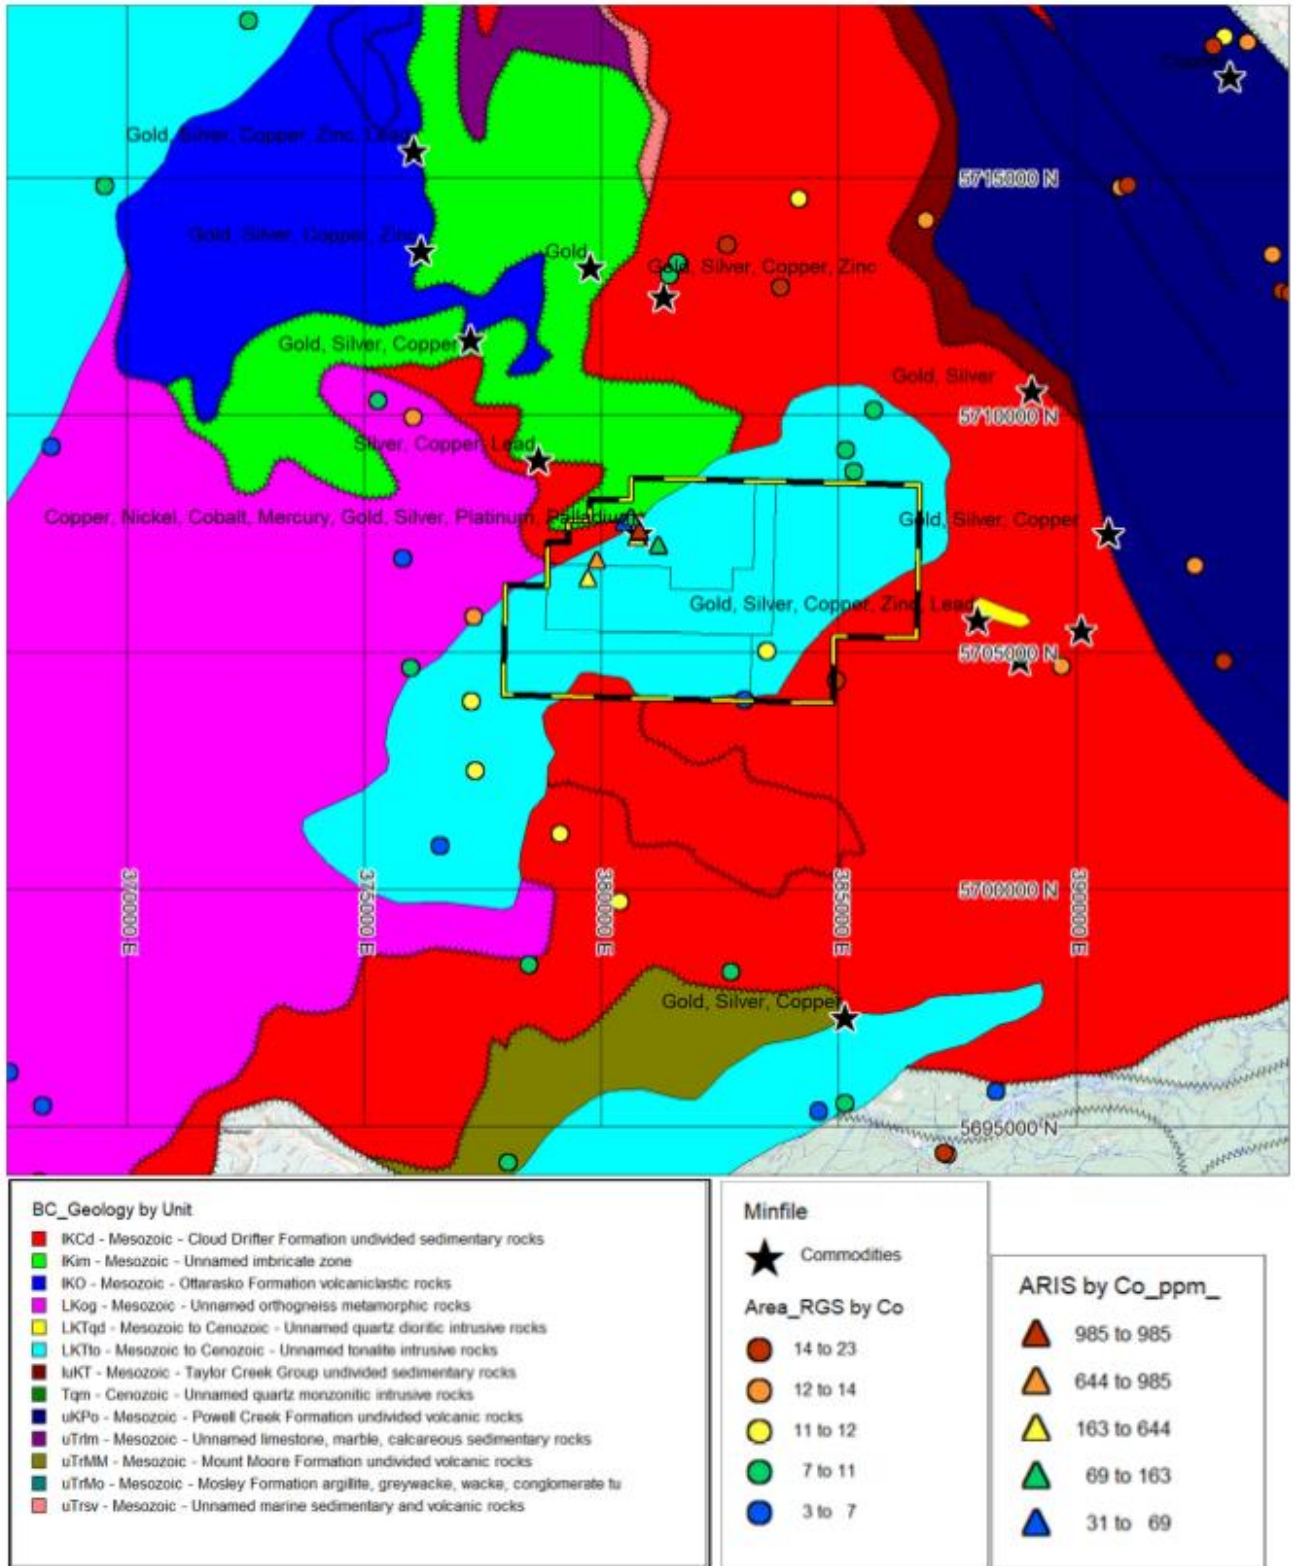 Copper
Gold, Silver, Copper, Zinc, Lead
5715000 N
Gold, Silver, Copper, Zinc
Gold
Gold, Silver, Copper, Zinc
Gold, Silver, Copper
Gold, Silver
5710000 N
Silver, Copper, Lead
Copper, Nickel, Cobalt, Mercury, Gold, Silver, Platinum, Palladium
Gold, Silver, Copper
Gold, Silver, Copper, Zinc, Lead
5705000 N
370000 E
375000 E
380000 E
385000 E
390000 E
5700000 N
Gold, Silver, Copper
5695000 N
BC_Geology by Unit
IKCd - Mesozoic - Cloud Drifter Formation undivided sedimentary rocks
IKim - Mesozoic - Unnamed imbricate zone
IKO - Mesozoic - Ottarasko Formation volcaniclastic rocks
LKog - Mesozoic - Unnamed orthogneiss metamorphic rocks
LKTqd - Mesozoic to Cenozoic - Unnamed quartz dioritic intrusive rocks
LKTto - Mesozoic to Cenozoic - Unnamed tonalite intrusive rocks
luKT - Mesozoic - Taylor Creek Group undivided sedimentary rocks
Tqm - Cenozoic - Unnamed quartz monzonitic intrusive rocks
uKPo - Mesozoic - Powell Creek Formation undivided volcanic rocks
uTrlm - Mesozoic - Unnamed limestone, marble, calcareous sedimentary rocks
uTrMM - Mesozoic - Mount Moore Formation undivided volcanic rocks
uTrMo - Mesozoic - Mosley Formation argillite, greywacke, wacke, conglomerate tu
uTrsv - Mesozoic - Unnamed marine sedimentary and volcanic rocks
Minfile
Commodities
Area_RGS by Co
14 to 23
12 to 14
11 to 12
7 to 11
3 to 7
ARIS by Co_ppm_
985 to 985
644 to 985
163 to 644
69 to 163
31 to 69